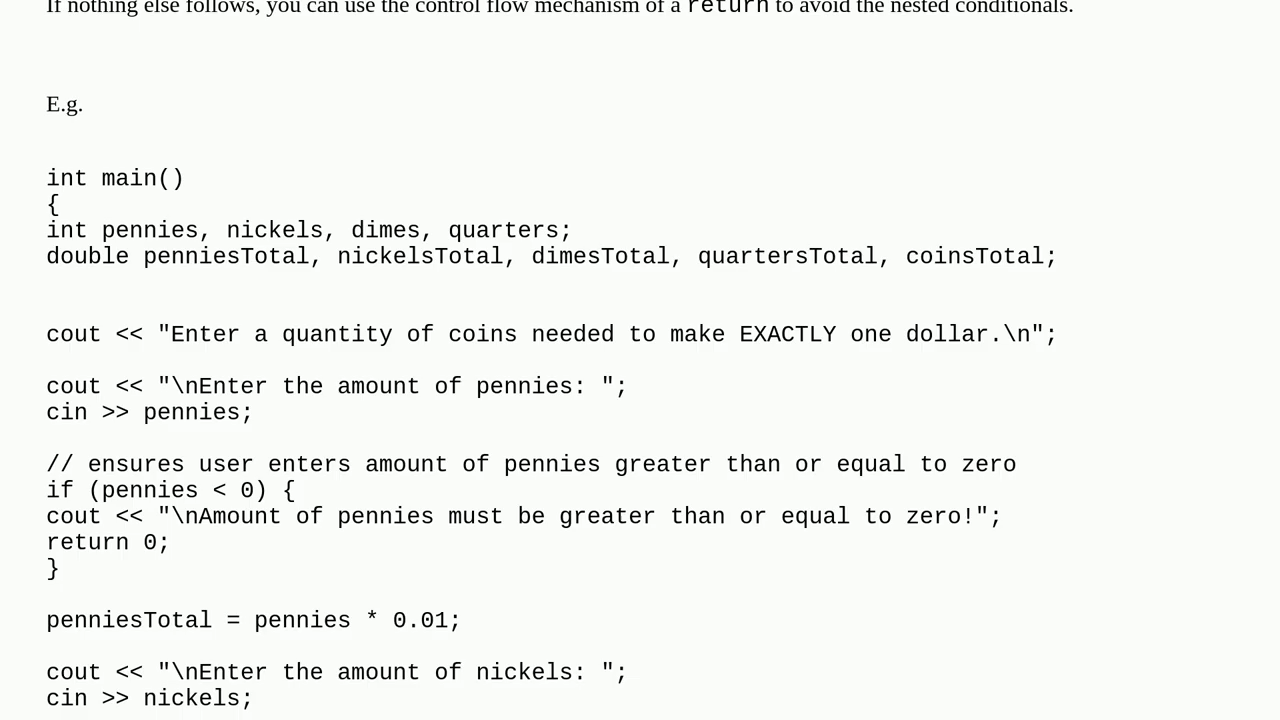 If nothing else follows, you can use the control flow mechanism of a return to avoid the nested conditionals.
E.g.
int main()
{
int pennies, nickels, dimes, quarters;
double penniesTotal, nickelsTotal, dimesTotal, quartersTotal, coinsTotal;
cout << "Enter a quantity of coins needed to make EXACTLY one dollar.\n";
cout << "\nEnter the amount of pennies: ";
cin >> pennies;
// ensures user enters amount of pennies greater than or equal to zero
if (pennies < 0) {
cout << "\nAmount of pennies must be greater than or equal to zero!";
return 0;
}
penniesTotal = pennies * 0.01;
cout << "\nEnter the amount of nickels: ";
cin >> nickels;